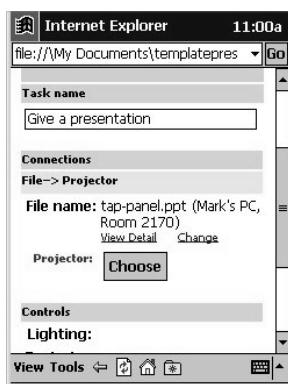 Internet Explorer 11:00a
file://\My Documents\templatepres Go
Task name
Give a presentation
Connections
File–> Projector
File name: tap-panel.ppt (Mark's PC,
Room 2170)
View Detail Change
Projector: Choose
Controls
Lighting:
View Tools